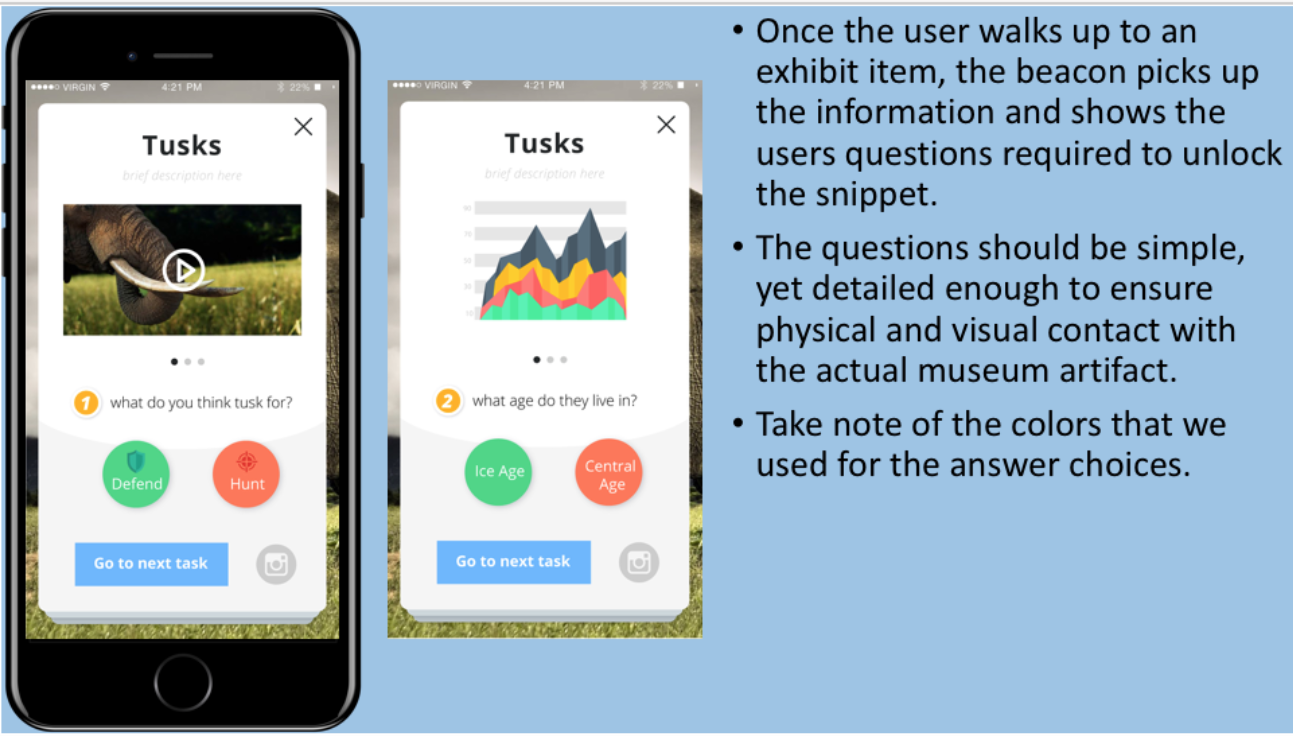 ●●●●○ VIRGIN 4:21 PM 22%
Tusks
brief description here
1 what do you think tusk for?
Defend
Hunt
Go to next task
●●●●○ VIRGIN 4:21 PM 22%
Tusks
brief description here
90
70
50
30
10
2 what age do they live in?
Ice Age
Central
Age
Go to next task
• Once the user walks up to an
exhibit item, the beacon picks up
the information and shows the
users questions required to unlock
the snippet.
• The questions should be simple,
yet detailed enough to ensure
physical and visual contact with
the actual museum artifact.
• Take note of the colors that we
used for the answer choices.